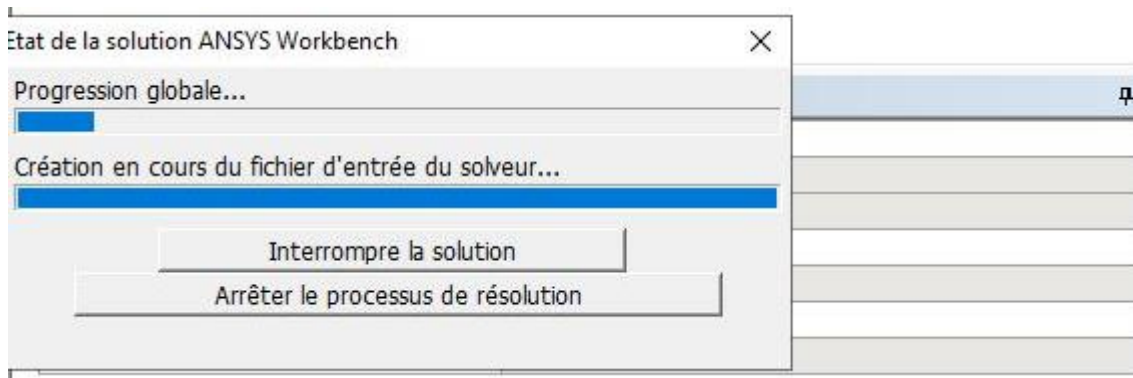 Etat de la solution ANSYS Workbench
Progression globale...
Création en cours du fichier d'entrée du solveur...
Interrompre la solution
Arrêter le processus de résolution